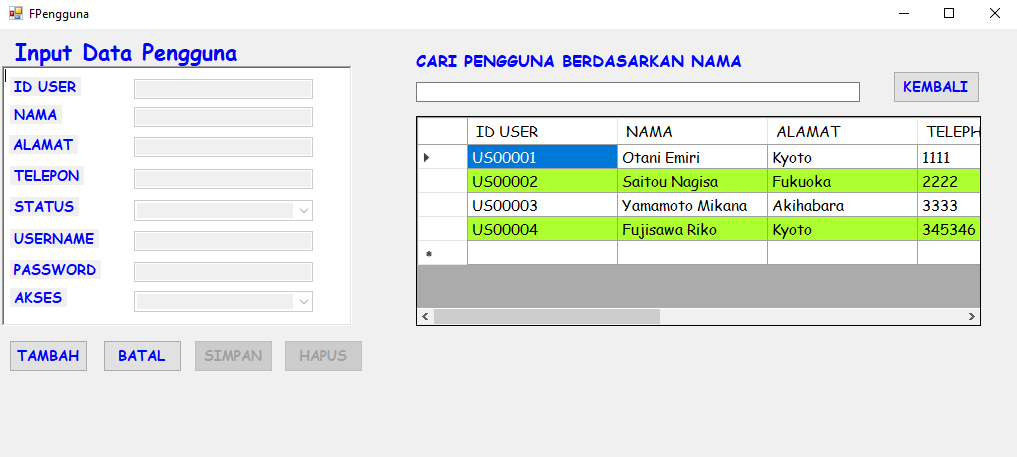 FPengguna
Input Data Pengguna
ID USER
NAMA
ALAMAT
TELEPON
STATUS
USERNAME
PASSWORD
AKSES
TAMBAH BATAL SIMPAN HAPUS
CARI PENGGUNA BERDASARKAN NAMA
KEMBALI
ID USER NAMA ALAMAT TELEPH
US00001 Otani Emiri Kyoto 1111
US00002 Saitou Nagisa Fukuoka 2222
US00003 Yamamoto Mikana Akihabara 3333
US00004 Fujisawa Riko Kyoto 345346